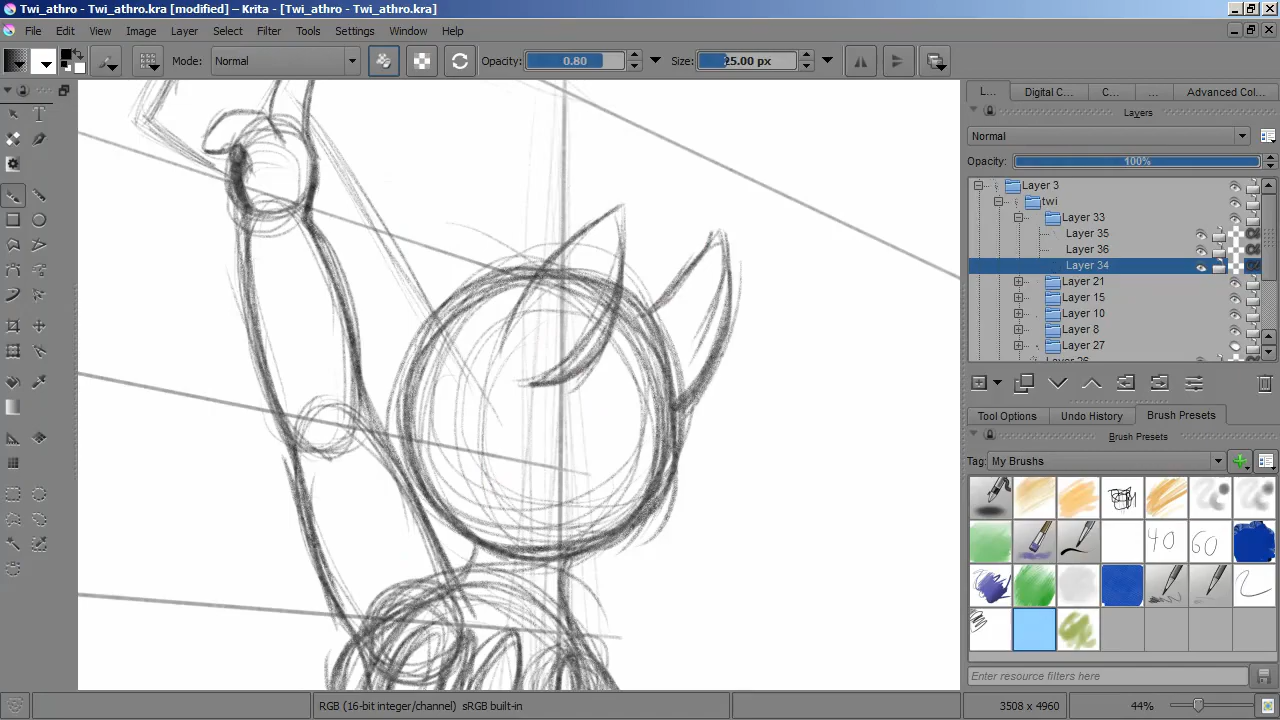 Twi_athro - Twi_athro.kra [modified] – Krita - [Twi_athro - Twi_athro.kra]
File Edit View Image Layer Select Filter Tools Settings Window Help
Mode: Normal Opacity: 0.80 Size: 25.00 px
L... Digital C... C... ... Advanced Col...
Layers
Normal
Opacity: 100%
Layer 3
twi
Layer 33
Layer 35
Layer 36
Layer 34
Layer 21
Layer 15
Layer 10
Layer 8
Layer 27
Layer 26
Tool Options Undo History Brush Presets
Brush Presets
Tag: My Brushs
40 60
Enter resource filters here
RGB (16-bit integer/channel) sRGB built-in 3508 x 4960 44%